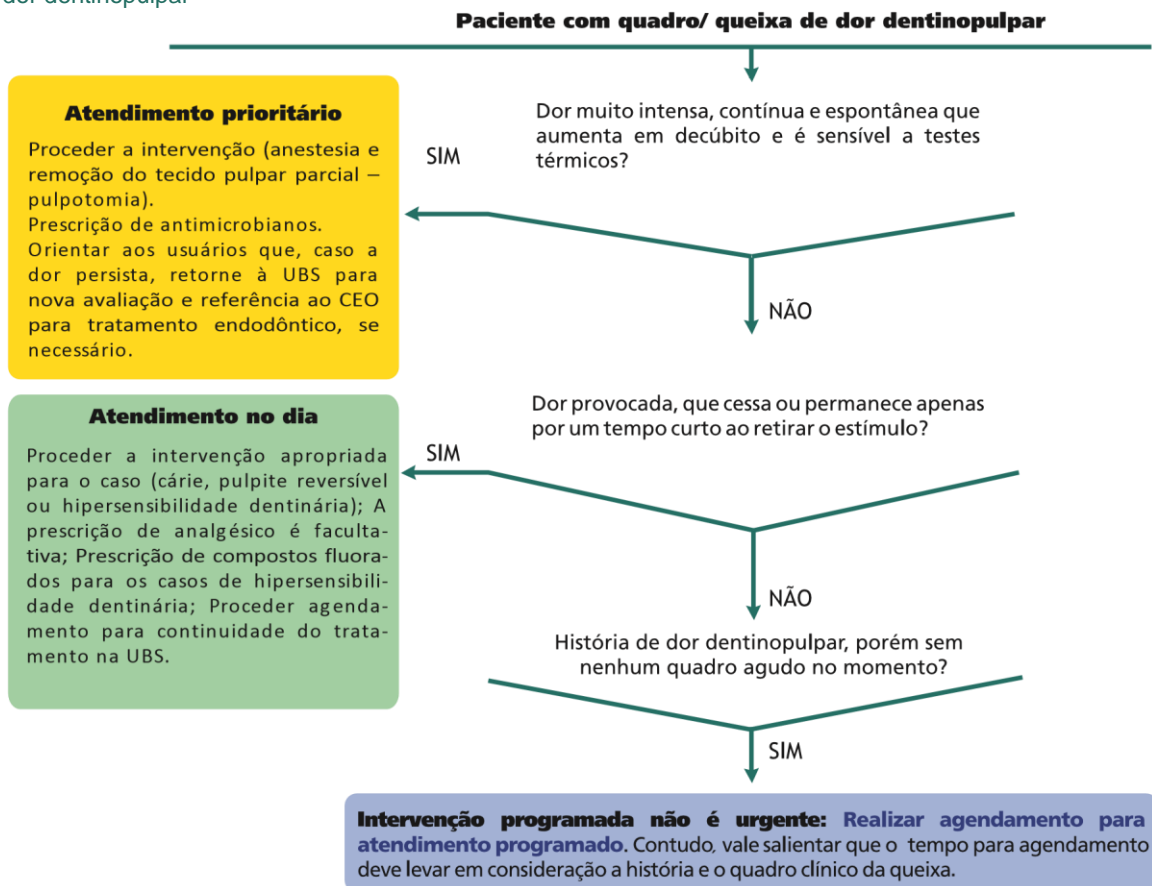 dor dentinopulpar
Paciente com quadro/ queixa de dor dentinopulpar
Dor muito intensa, contínua e espontânea que
aumenta em decúbito e é sensível a testes
térmicos?
SIM
Atendimento prioritário
Proceder a intervenção (anestesia e
remoção do tecido pulpar parcial –
pulpotomia).
Prescrição de antimicrobianos.
Orientar aos usuários que, caso a
dor persista, retorne à UBS para
nova avaliação e referência ao CEO
para tratamento endodôntico, se
necessário.
NÃO
Dor provocada, que cessa ou permanece apenas
por um tempo curto ao retirar o estímulo?
SIM
Atendimento no dia
Proceder a intervenção apropriada
para o caso (cárie, pulpite reversível
ou hipersensibilidade dentinária); A
prescrição de analgésico é faculta-
tiva; Prescrição de compostos fluora-
dos para os casos de hipersensibili-
dade dentinária; Proceder agenda-
mento para continuidade do trata-
mento na UBS.
NÃO
História de dor dentinopulpar, porém sem
nenhum quadro agudo no momento?
SIM
Intervenção programada não é urgente: Realizar agendamento para
atendimento programado. Contudo, vale salientar que o tempo para agendamento
deve levar em consideração a história e o quadro clínico da queixa.